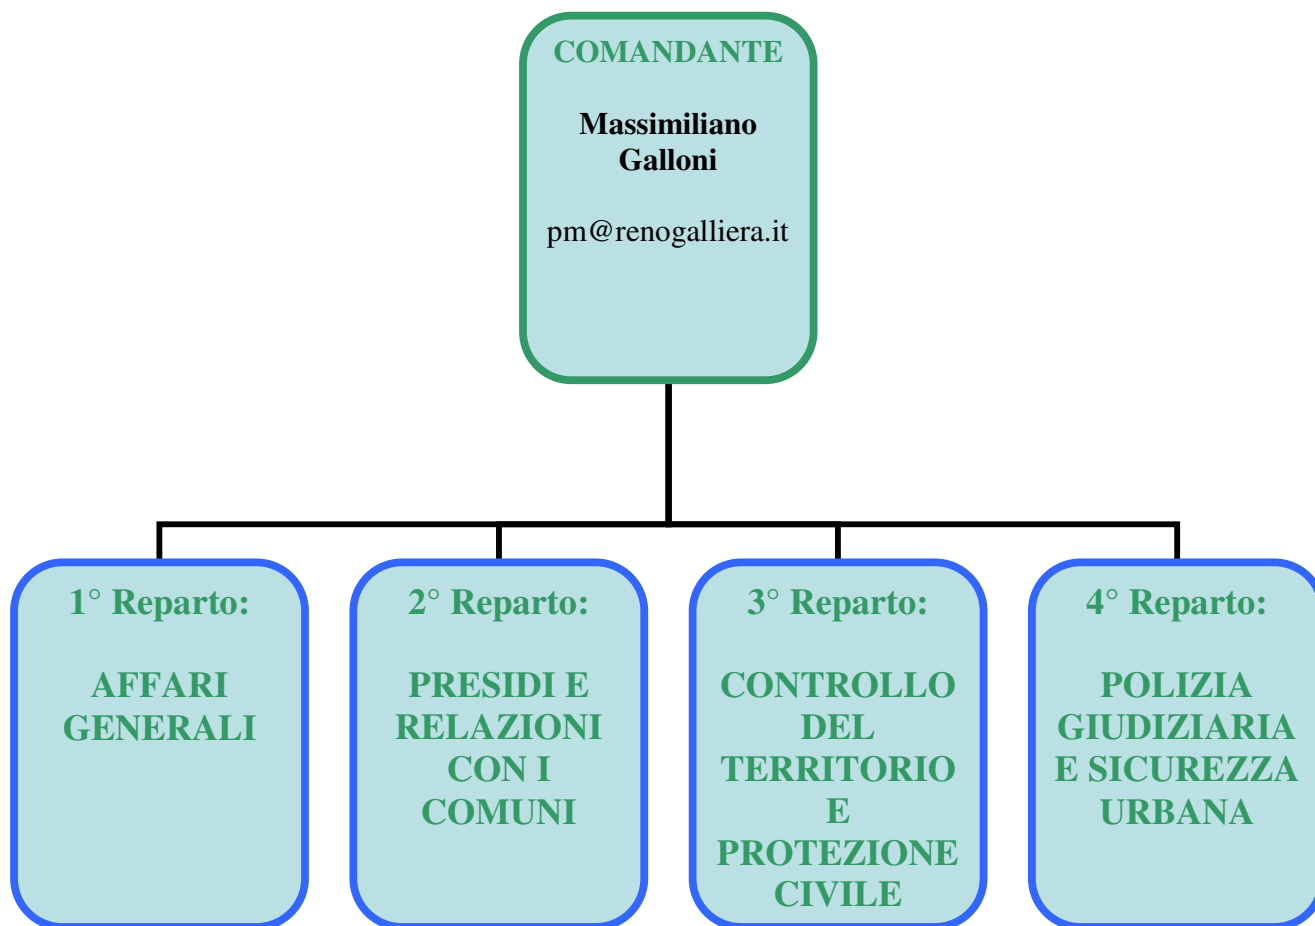 COMANDANTE
Massimiliano
Galloni
pm@renogalliera.it
1° Reparto:
AFFARI
GENERALI
2° Reparto:
PRESIDI E
RELAZIONI
CON I
COMUNI
3° Reparto:
CONTROLLO
DEL
TERRITORIO
E
PROTEZIONE
CIVILE
4° Reparto:
POLIZIA
GIUDIZIARIA
E SICUREZZA
URBANA